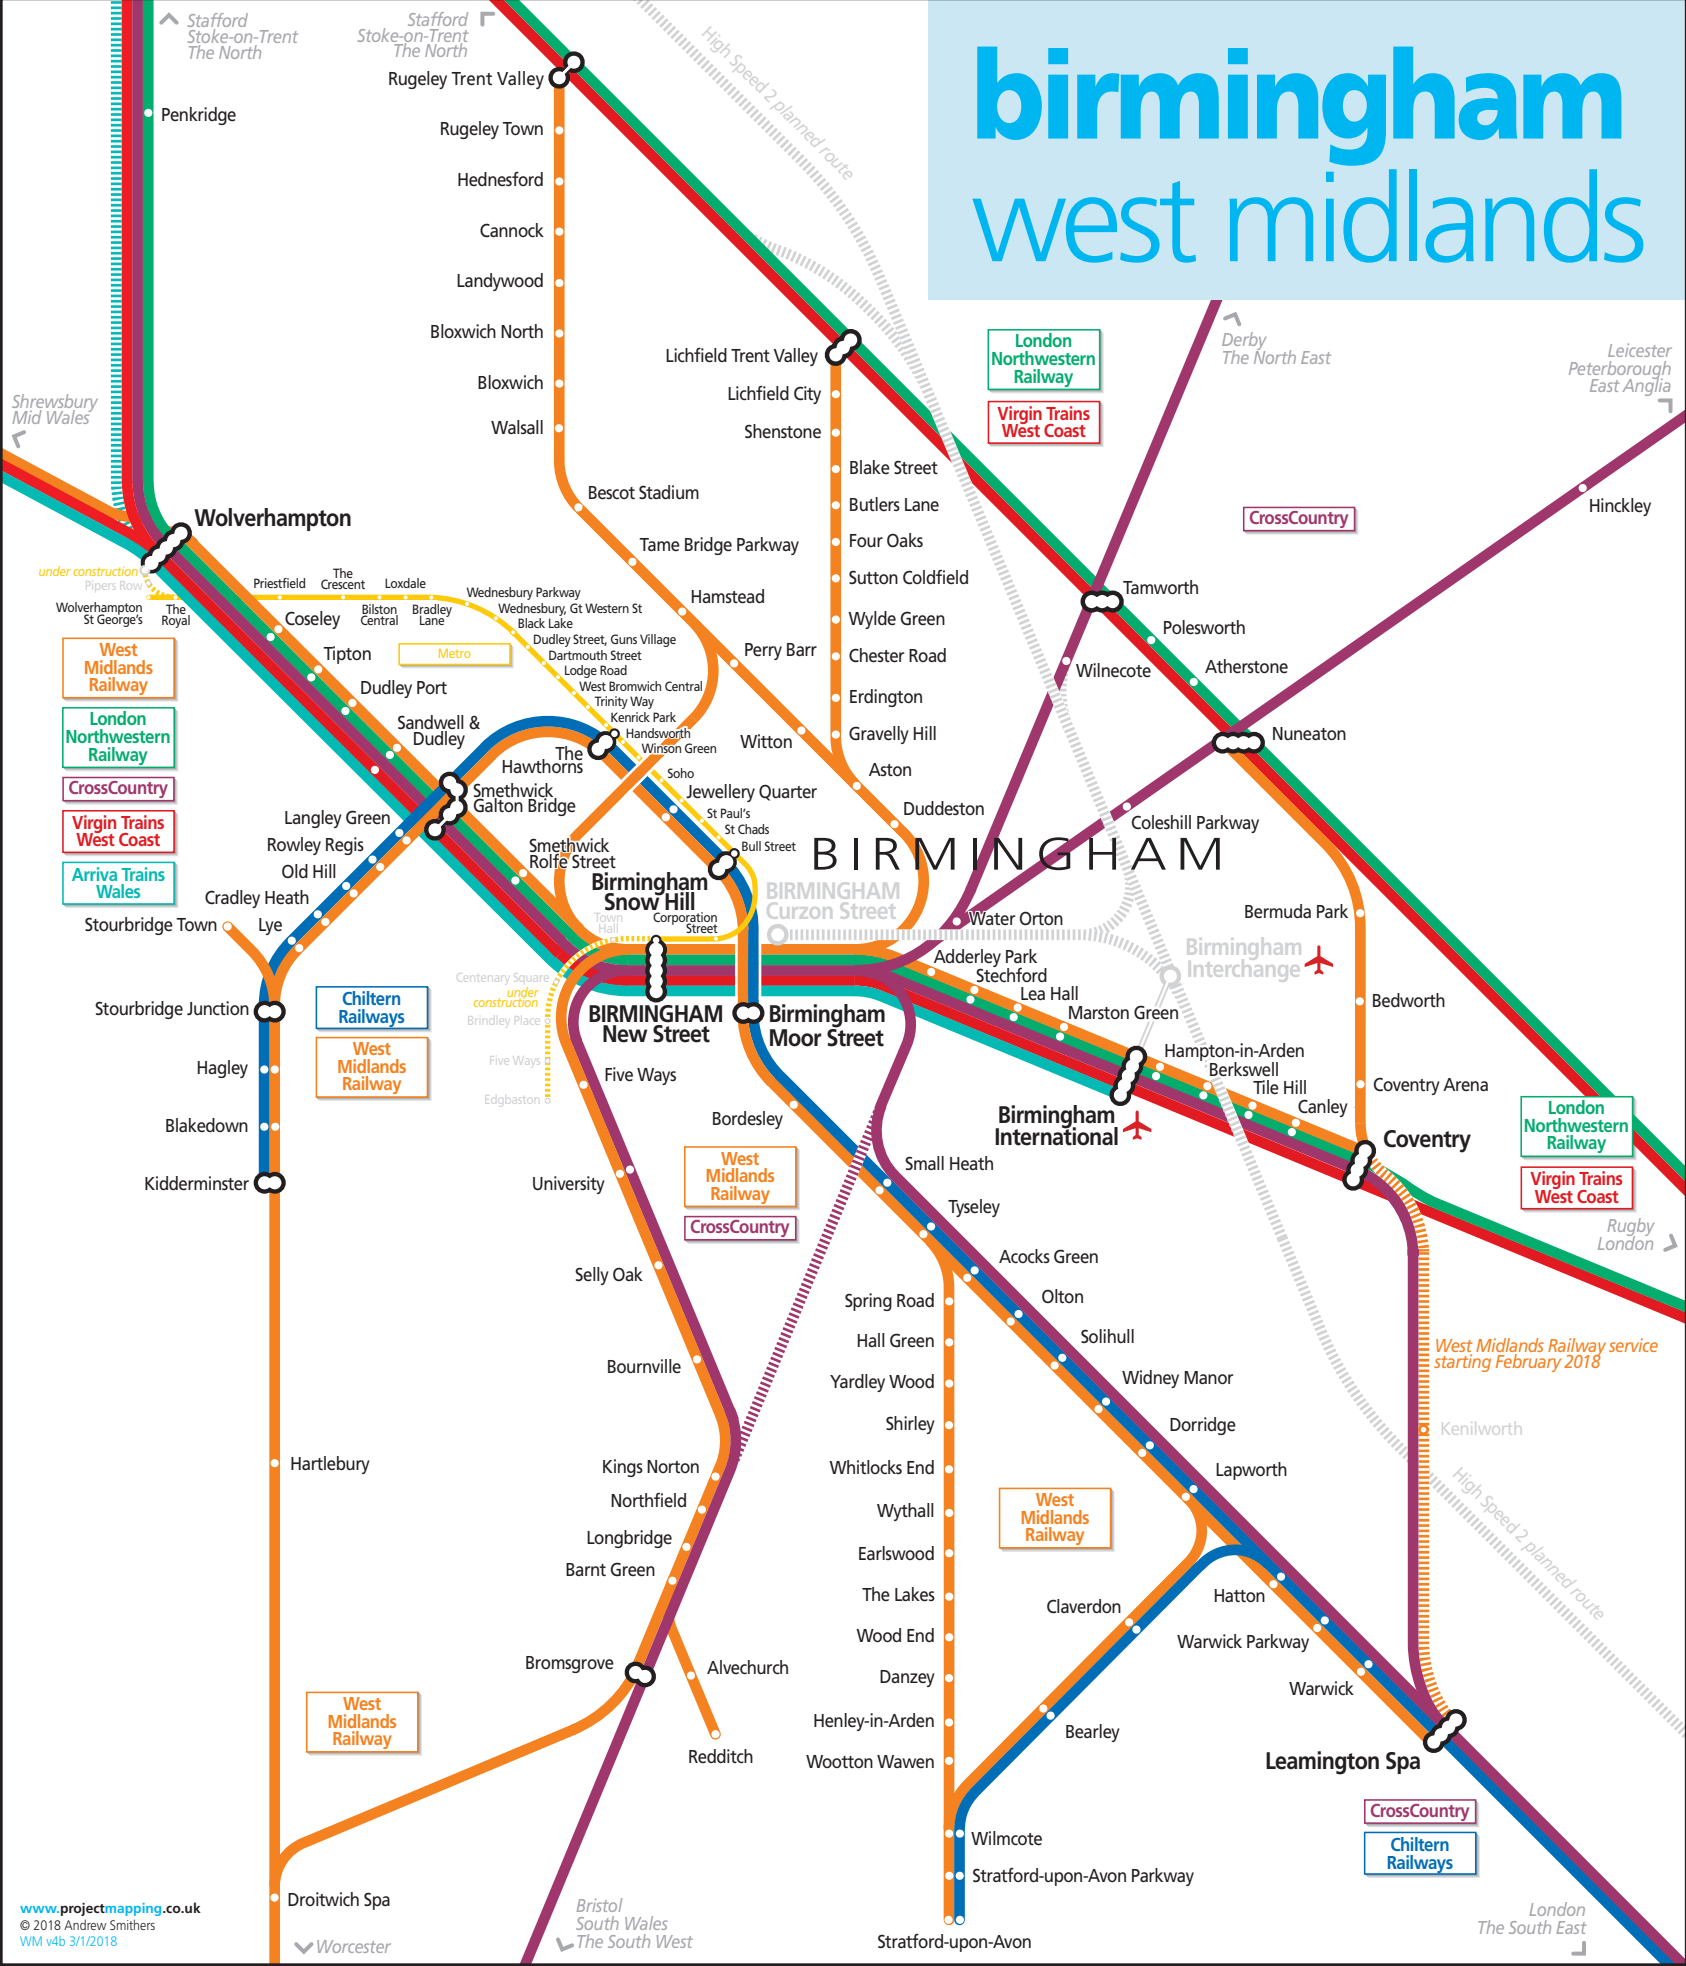 Stafford
Stoke-on-Trent
The North
Stafford
Stoke-on-Trent
The North
High Speed 2 planned route
birmingham
west midlands
Penkridge
Rugeley Trent Valley
Rugeley Town
Hednesford
Cannock
Landywood
Bloxwich North
Bloxwich
Walsall
Bescot Stadium
Tame Bridge Parkway
Hamstead
Perry Barr
Witton
Aston
Duddeston
Lichfield Trent Valley
Lichfield City
Shenstone
Blake Street
Butlers Lane
Four Oaks
Sutton Coldfield
Wylde Green
Chester Road
Erdington
Gravelly Hill
London
Northwestern
Railway
Virgin Trains
West Coast
Derby
The North East
Leicester
Peterborough
East Anglia
CrossCountry
Hinckley
Tamworth
Polesworth
Wilnecote
Atherstone
Nuneaton
Coleshill Parkway
Water Orton
Bermuda Park
Bedworth
Coventry Arena
Shrewsbury
Mid Wales
Wolverhampton
under construction
Pipers Row
Wolverhampton
St George's
The
Royal
Priestfield
The
Crescent
Bilston
Central
Loxdale
Bradley
Lane
Wednesbury Parkway
Wednesbury, Gt Western St
Black Lake
Dudley Street, Guns Village
Dartmouth Street
Lodge Road
West Bromwich Central
Trinity Way
Kenrick Park
Handsworth
Winson Green
Soho
Jewellery Quarter
St Paul's
St Chads
Bull Street
Metro
West
Midlands
Railway
London
Northwestern
Railway
CrossCountry
Virgin Trains
West Coast
Arriva Trains
Wales
Coseley
Tipton
Dudley Port
Sandwell &
Dudley
The
Hawthorns
Smethwick
Galton Bridge
Smethwick
Rolfe Street
Langley Green
Rowley Regis
Old Hill
Cradley Heath
Lye
Stourbridge Town
Stourbridge Junction
Hagley
Blakedown
Kidderminster
Hartlebury
Droitwich Spa
Worcester
Chiltern
Railways
West
Midlands
Railway
BIRMINGHAM
Birmingham
Snow Hill
Town
Hall
Corporation
Street
BIRMINGHAM
Curzon Street
Centenary Square
under
construction
Brindley Place
Five Ways
Edgbaston
BIRMINGHAM
New Street
Birmingham
Moor Street
Birmingham
Interchange
Adderley Park
Stechford
Lea Hall
Marston Green
Birmingham
International
Hampton-in-Arden
Berkswell
Tile Hill
Canley
Coventry
London
Northwestern
Railway
Virgin Trains
West Coast
Rugby
London
Five Ways
University
Selly Oak
Bournville
Kings Norton
Northfield
Longbridge
Barnt Green
Bromsgrove
Alvechurch
Redditch
West
Midlands
Railway
CrossCountry
Bordesley
Small Heath
Tyseley
Acocks Green
Olton
Solihull
Widney Manor
Dorridge
Lapworth
Hatton
Warwick Parkway
Warwick
Leamington Spa
Spring Road
Hall Green
Yardley Wood
Shirley
Whitlocks End
Wythall
Earlswood
The Lakes
Wood End
Danzey
Henley-in-Arden
Wootton Wawen
Wilmcote
Stratford-upon-Avon Parkway
Stratford-upon-Avon
Claverdon
Bearley
West
Midlands
Railway
West Midlands Railway service
starting February 2018
Kenilworth
High Speed 2 planned route
CrossCountry
Chiltern
Railways
London
The South East
West
Midlands
Railway
Bristol
South Wales
The South West
www.projectmapping.co.uk
© 2018 Andrew Smithers
WM v4b 3/1/2018